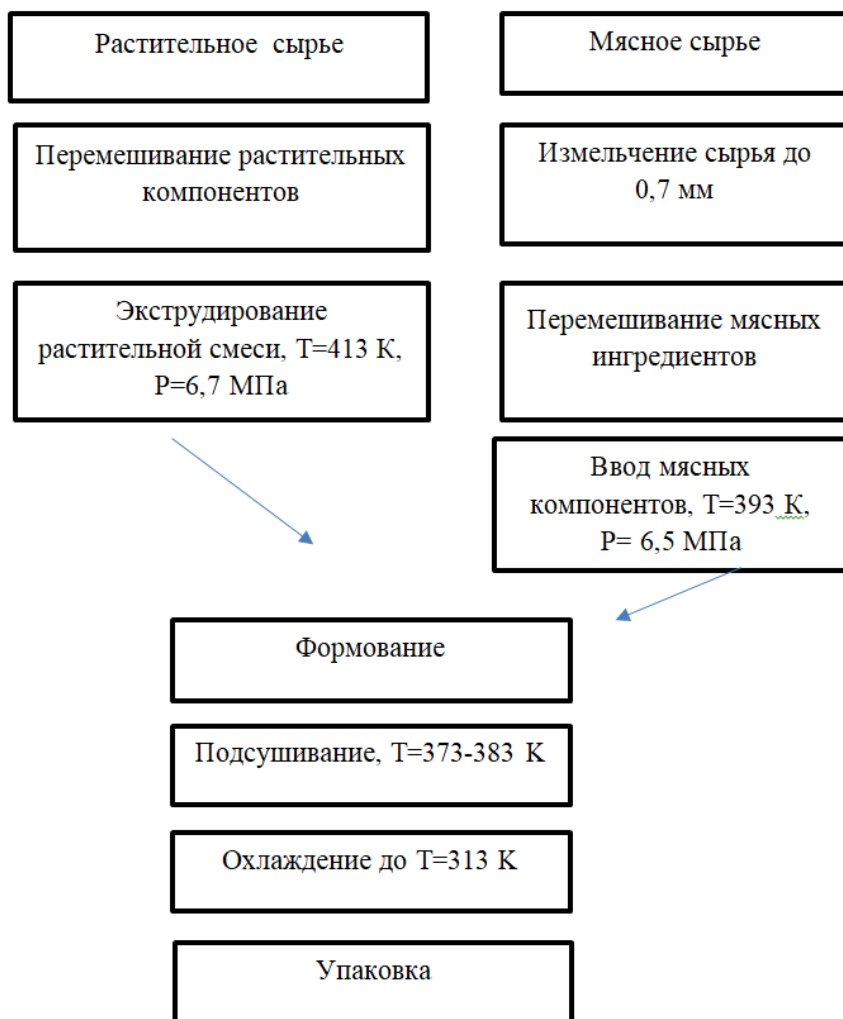 Растительное сырье
Мясное сырье
Перемешивание растительных
компонентов
Измельчение сырья до
0,7 мм
Экструдирование
растительной смеси, Т=413 К,
Р=6,7 МПа
Перемешивание мясных
ингредиентов
Ввод мясных
компонентов, Т=393 К,
Р= 6,5 МПа
Формование
Подсушивание, Т=373-383 К
Охлаждение до Т=313 К
Упаковка